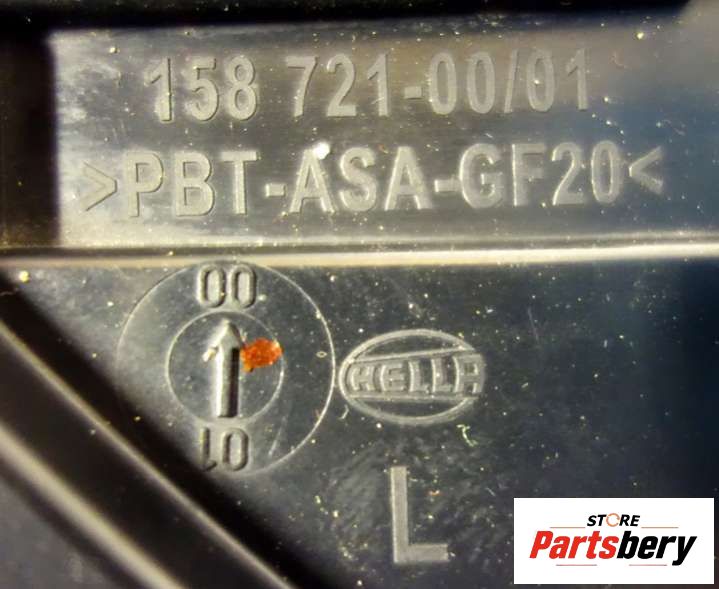 158 721-00/01
>PBT-ASA-GF20<
00
01
HELLA
L
STORE
Partsbery